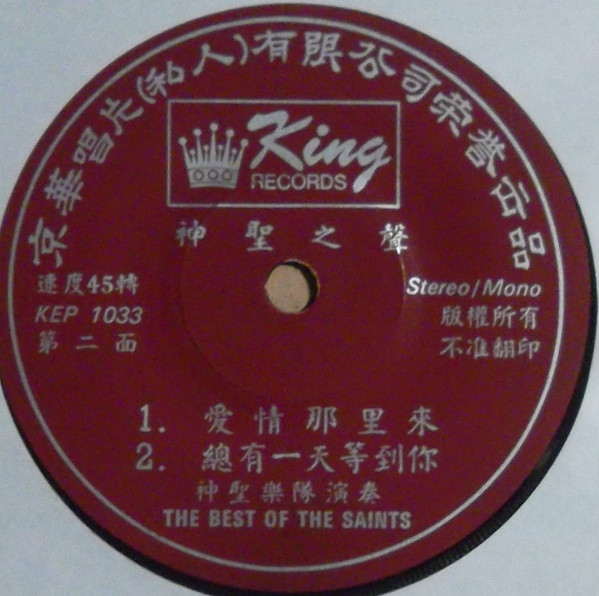 京華唱片(私人)有限公司榮譽出品
King
RECORDS
神聖之聲
速度45轉
KEP 1033
第二面
Stereo/Mono
版權所有
不准翻印
1. 愛情那里來
2. 總有一天等到你
神聖樂隊演奏
THE BEST OF THE SAINTS